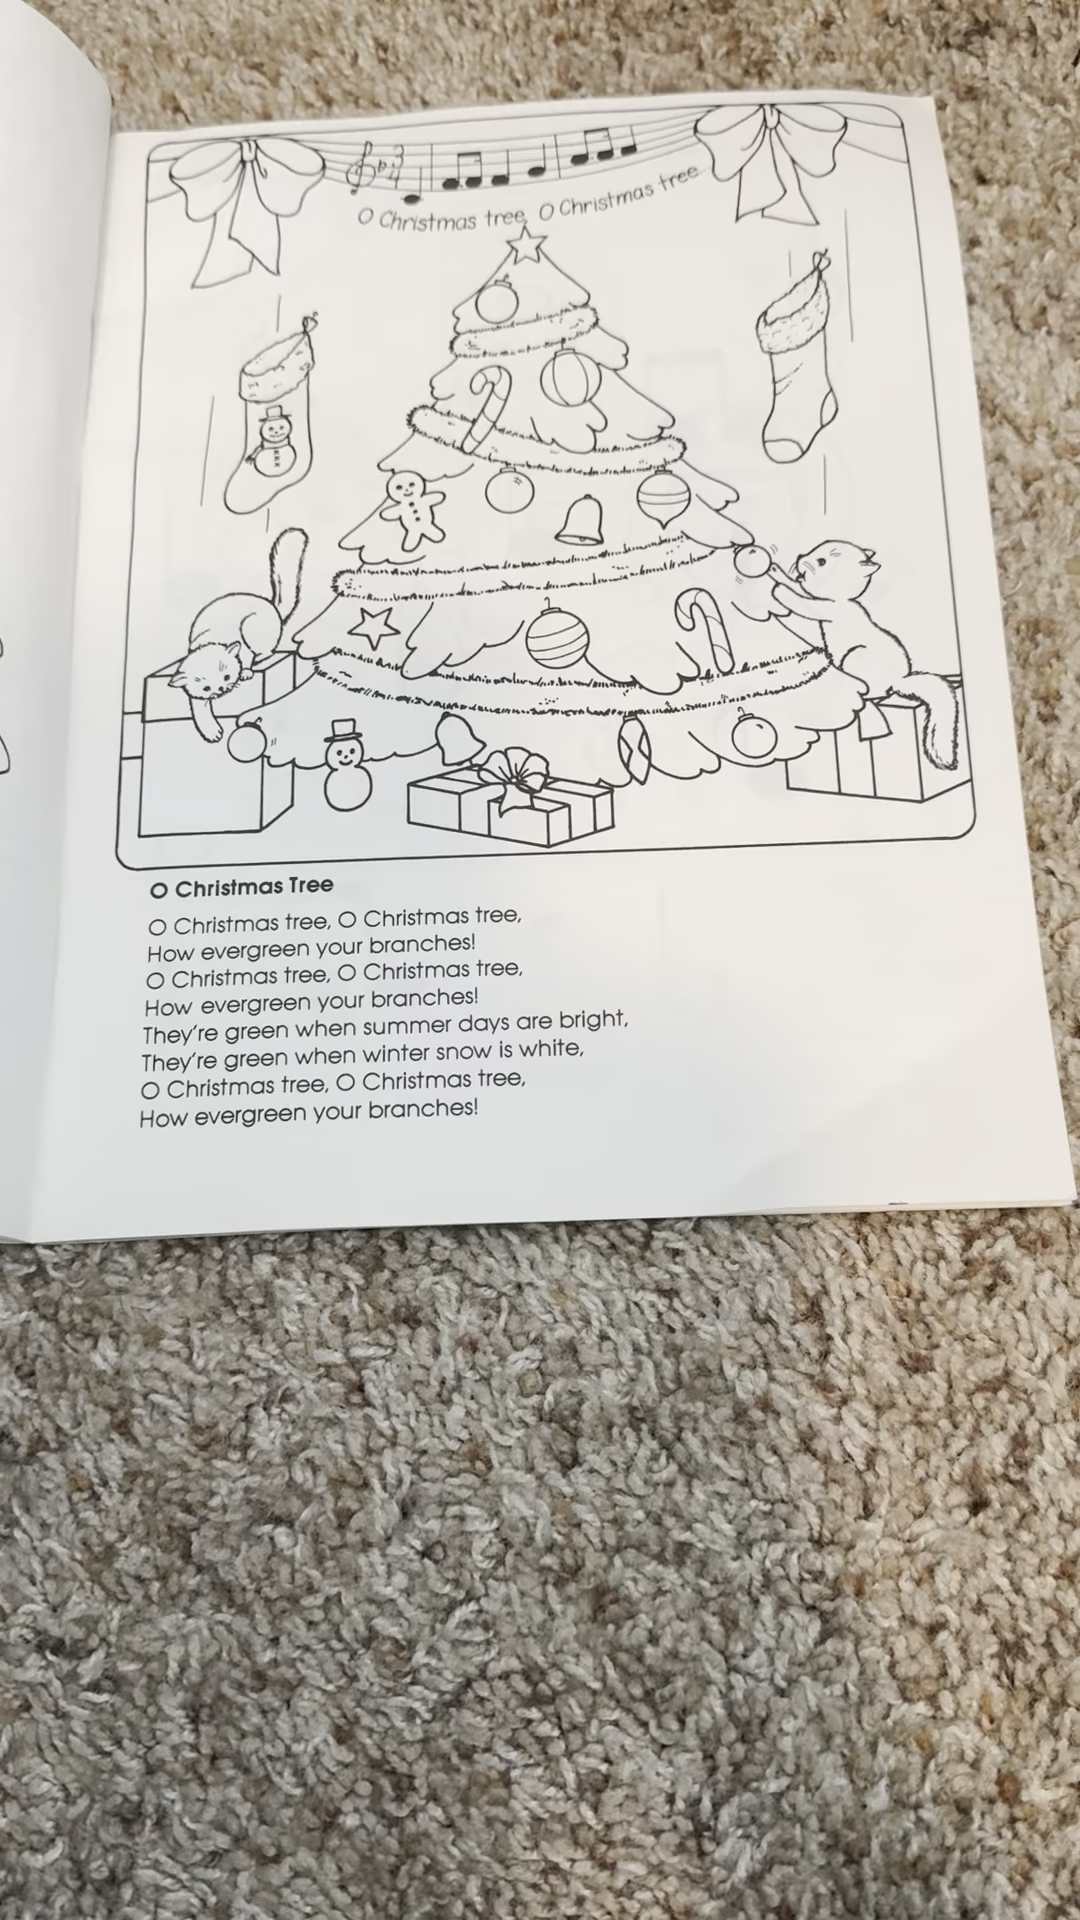 O Christmas tree, O Christmas tree
O Christmas Tree
O Christmas tree, O Christmas tree,
How evergreen your branches!
O Christmas tree, O Christmas tree,
How evergreen your branches!
They're green when summer days are bright,
They're green when winter snow is white,
O Christmas tree, O Christmas tree,
How evergreen your branches!